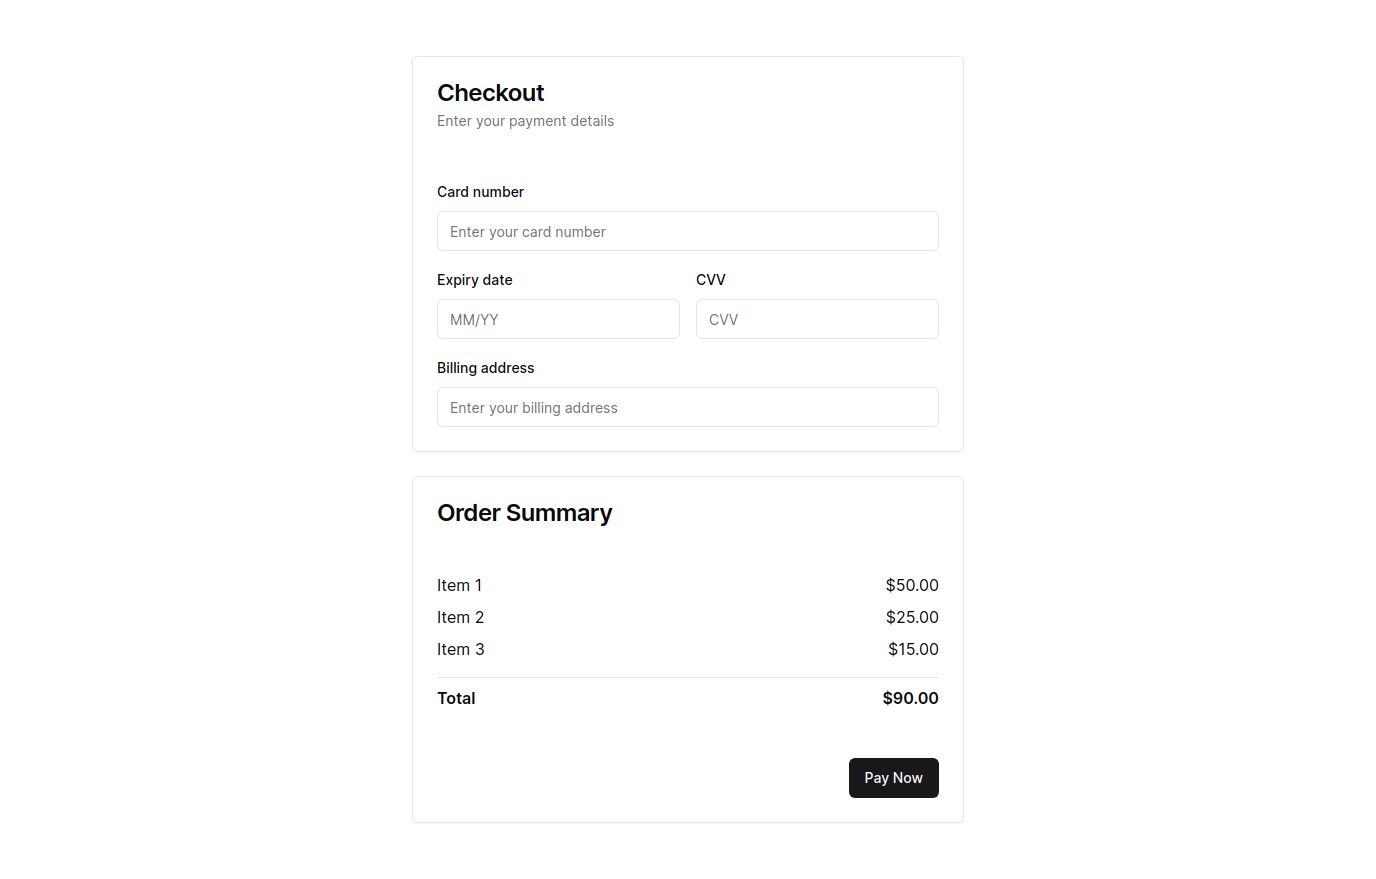 Checkout
Enter your payment details
Card number
Enter your card number
Expiry date CVV
MM/YY CVV
Billing address
Enter your billing address
Order Summary
Item 1 $50.00
Item 2 $25.00
Item 3 $15.00
Total $90.00
Pay Now